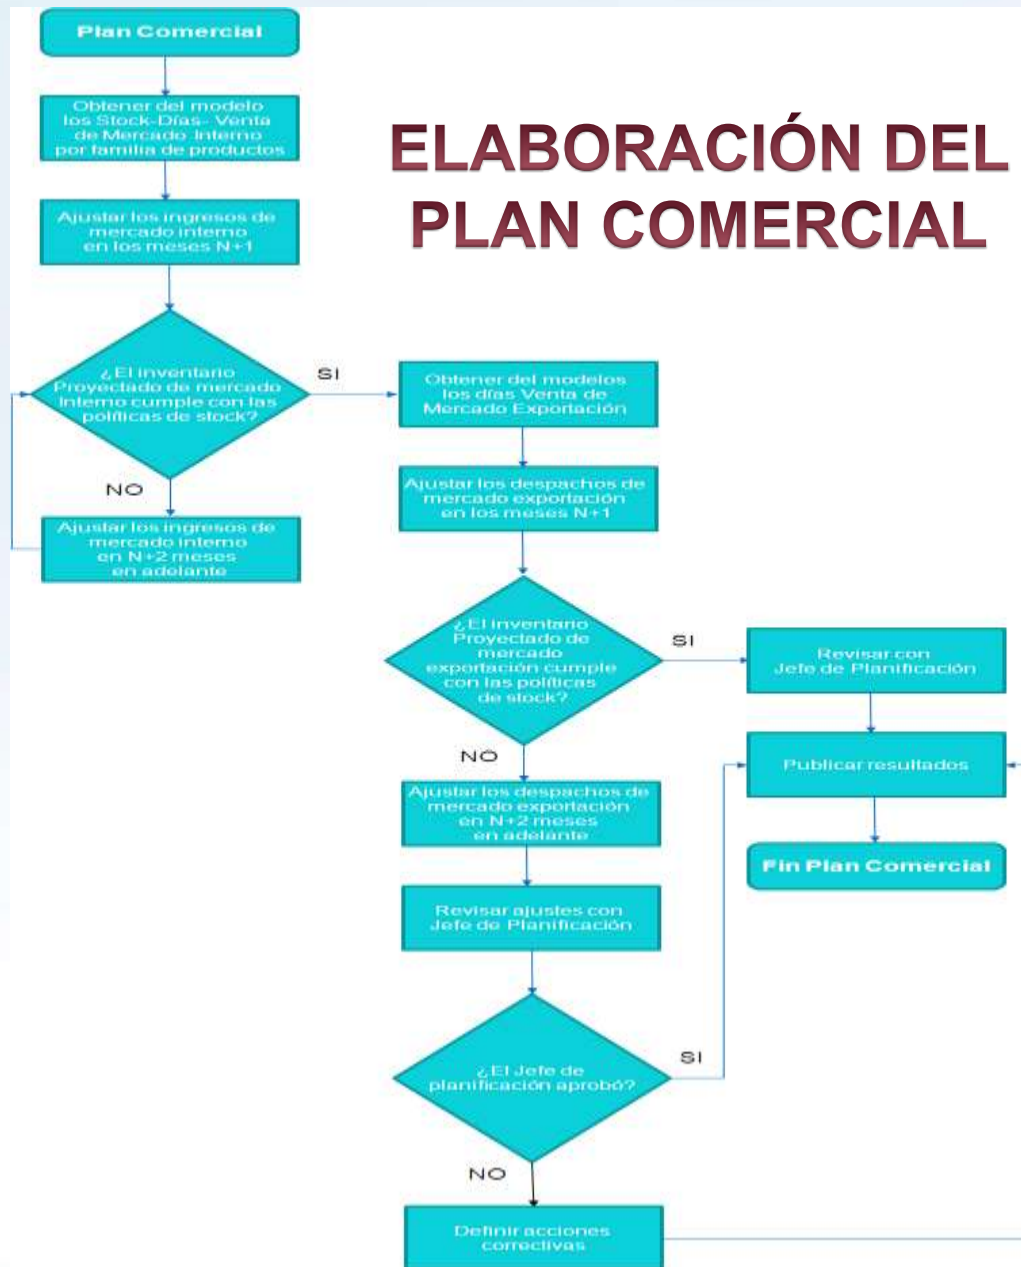 Plan Comercial
ELABORACIÓN DEL
PLAN COMERCIAL
Obtener del modelo
los Stock-Días- Venta
de Mercado Interno
por familia de productos
Ajustar los ingresos de
mercado interno
en los meses N+1
¿El inventario
Proyectado de mercado
Interno cumple con las
políticas de stock?
SI
NO
Ajustar los ingresos de
mercado interno
en N+2 meses
en adelante
Obtener del modelos
los días Venta de
Mercado Exportación
Ajustar los despachos de
mercado exportación
en los meses N+1
¿El inventario
Proyectado de
mercado
exportación cumple
con las políticas
de stock?
SI
NO
Revisar con
Jefe de Planificación
Publicar resultados
Fin Plan Comercial
Ajustar los despachos de
mercado exportación
en N+2 meses
en adelante
Revisar ajustes con
Jefe de Planificación
¿El Jefe de
planificación aprobó?
SI
NO
Definir acciones
correctivas